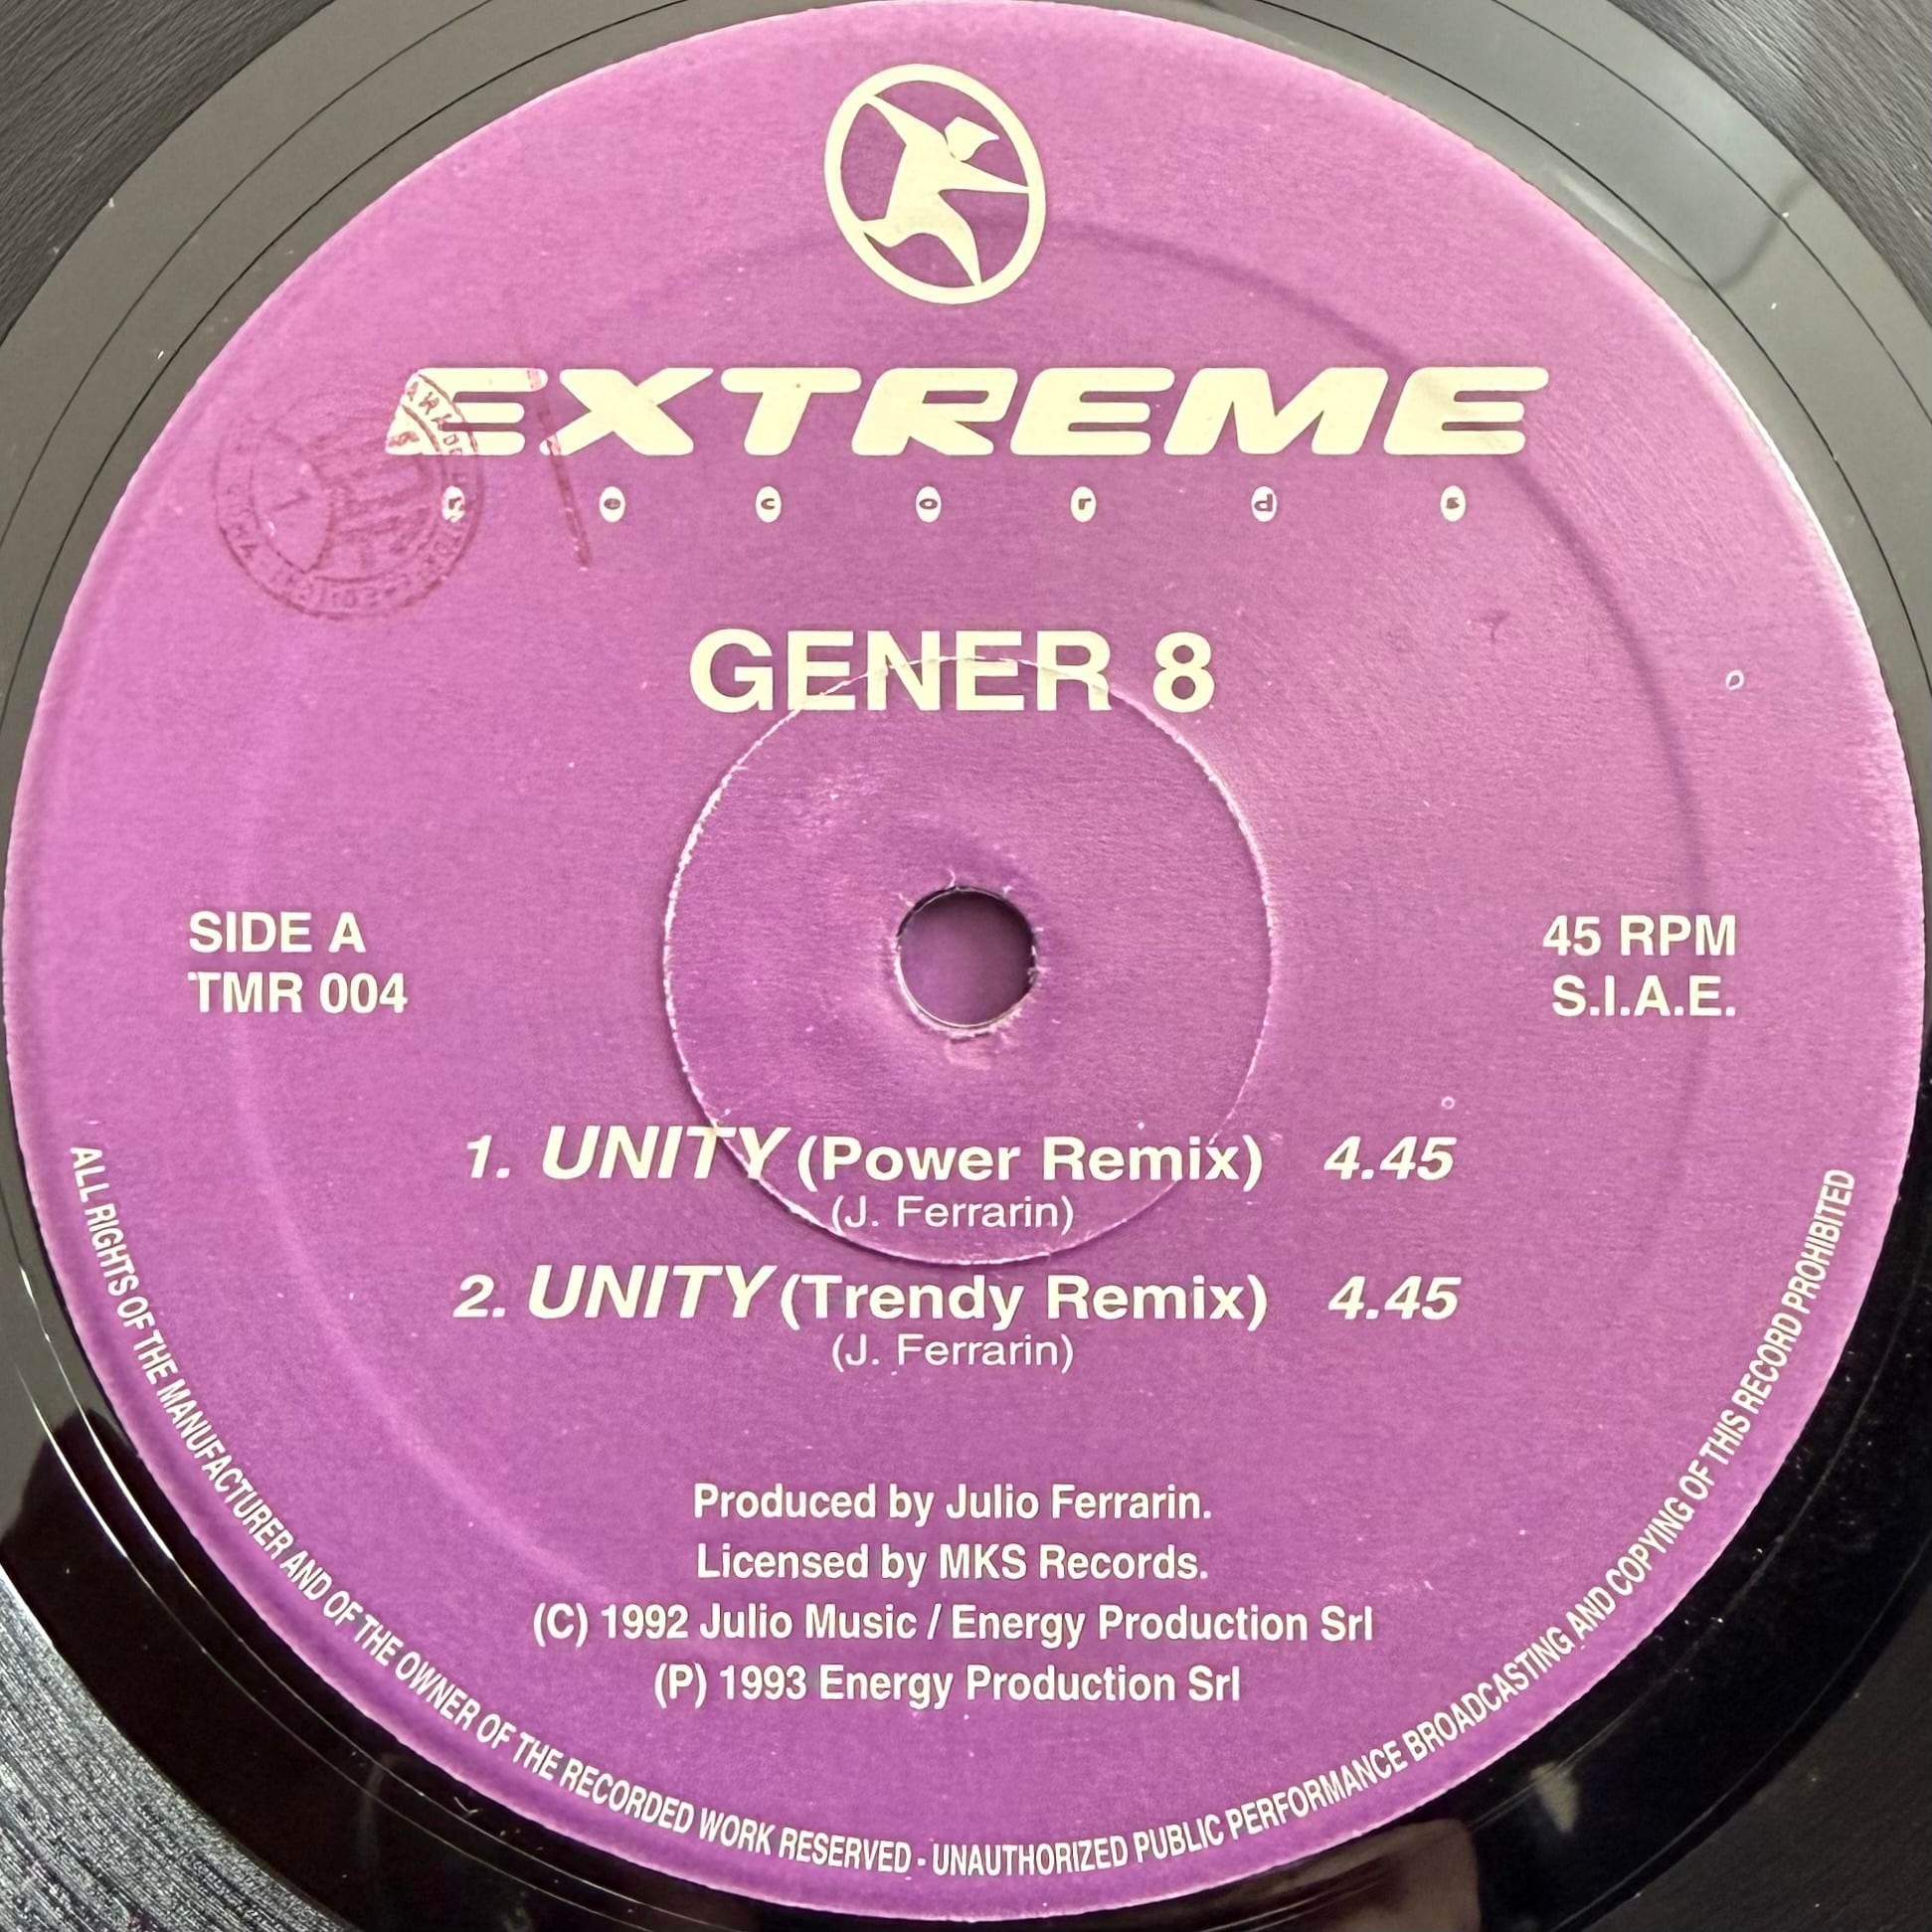 EXTREME
records
GENER 8
SIDE A
TMR 004
45 RPM
S.I.A.E.
1. UNITY (Power Remix) 4.45
(J. Ferrarin)
2. UNITY (Trendy Remix) 4.45
(J. Ferrarin)
Produced by Julio Ferrarin.
Licensed by MKS Records.
(C) 1992 Julio Music / Energy Production Srl
(P) 1993 Energy Production Srl
ALL RIGHTS OF THE MANUFACTURER AND OF THE OWNER OF THE RECORDED WORK RESERVED - UNAUTHORIZED PUBLIC PERFORMANCE BROADCASTING AND COPYING OF THIS RECORD PROHIBITED